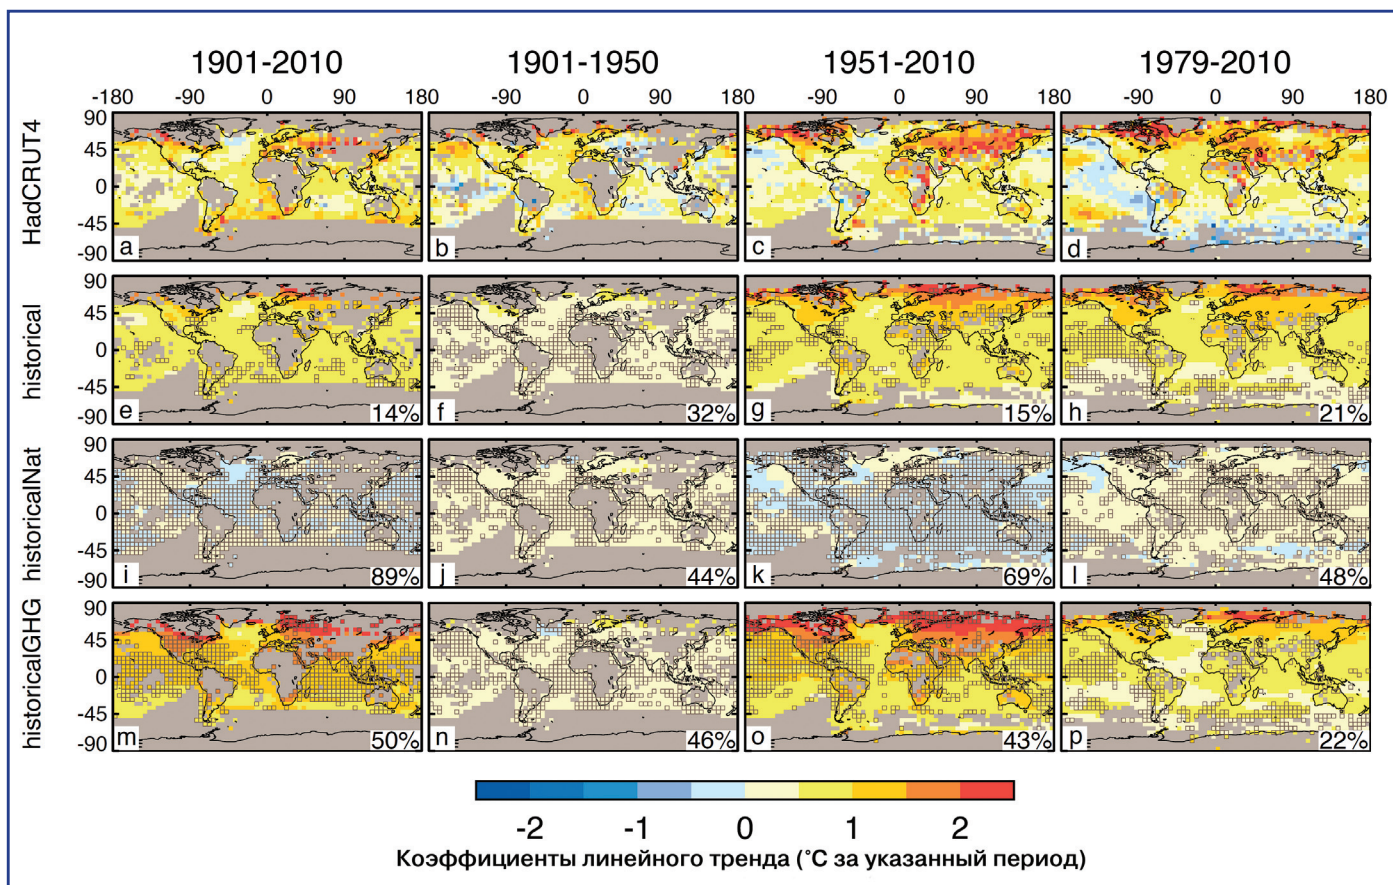 1901-2010 1901-1950 1951-2010 1979-2010
-180 -90 0 90 180 -90 0 90 180 -90 0 90 180 -90 0 90 180
HadCRUT4
90
45
0
-45
-90
a b c d
historical
90
45
0
-45
-90
e 14% f 32% g 15% h 21%
historicalNat
90
45
0
-45
-90
i 89% j 44% k 69% l 48%
historicalGHG
90
45
0
-45
-90
m 50% n 46% o 43% p 22%
-2 -1 0 1 2
Коэффициенты линейного тренда (°C за указанный период)